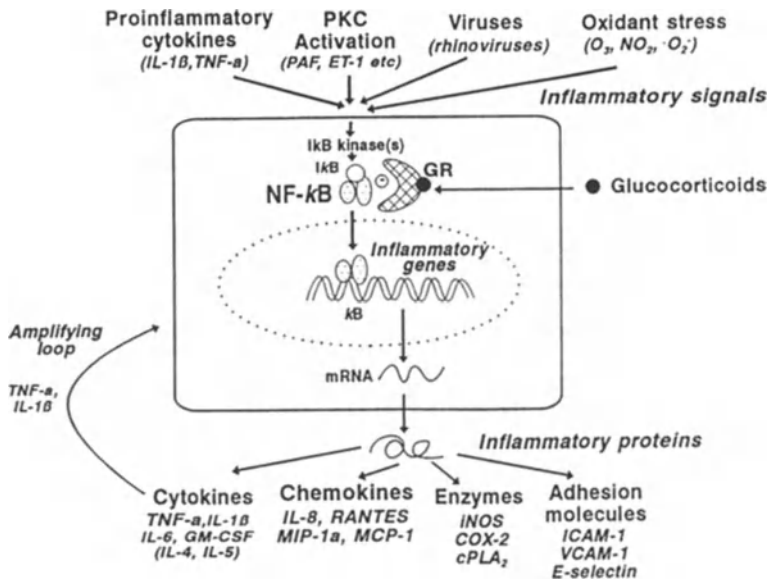 Proinflammatory
cytokines
(IL-1ß,TNF-a)
PKC
Activation
(PAF, ET-1 etc)
Viruses
(rhinoviruses)
Oxidant stress
(O₃, NO₂, ·O₂⁻)
Inflammatory signals
IkB kinase(s)
IkB
GR
NF-kB
Glucocorticoids
Inflammatory
genes
kB
Amplifying
loop
mRNA
TNF-a,
IL-1ß
Inflammatory proteins
Cytokines
TNF-a,IL-1ß
IL-6, GM-CSF
(IL-4, IL-5)
Chemokines
IL-8, RANTES
MIP-1a, MCP-1
Enzymes
iNOS
COX-2
cPLA₂
Adhesion
molecules
ICAM-1
VCAM-1
E-selectin